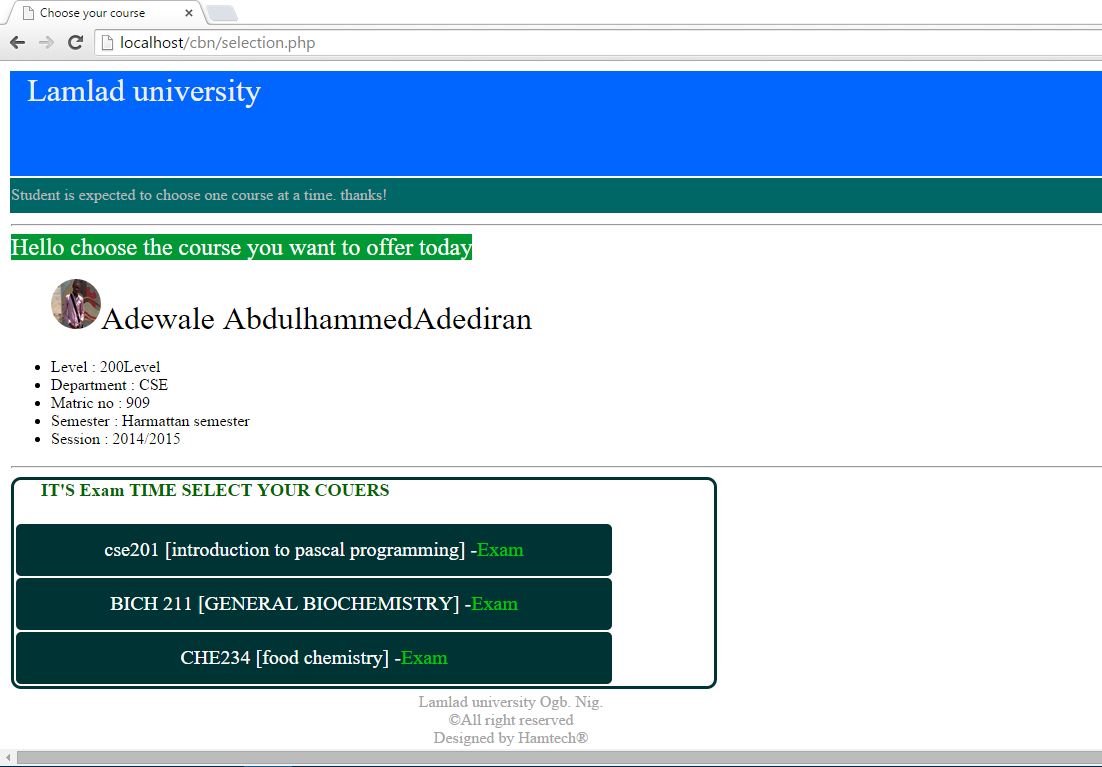 Choose your course
localhost/cbn/selection.php
Lamlad university
Student is expected to choose one course at a time. thanks!
Hello choose the course you want to offer today
Adewale AbdulhammedAdediran
Level : 200Level
Department : CSE
Matric no : 909
Semester : Harmattan semester
Session : 2014/2015
IT'S Exam TIME SELECT YOUR COUERS
cse201 [introduction to pascal programming] -Exam
BICH 211 [GENERAL BIOCHEMISTRY] -Exam
CHE234 [food chemistry] -Exam
Lamlad university Ogb. Nig.
©All right reserved
Designed by Hamtech®